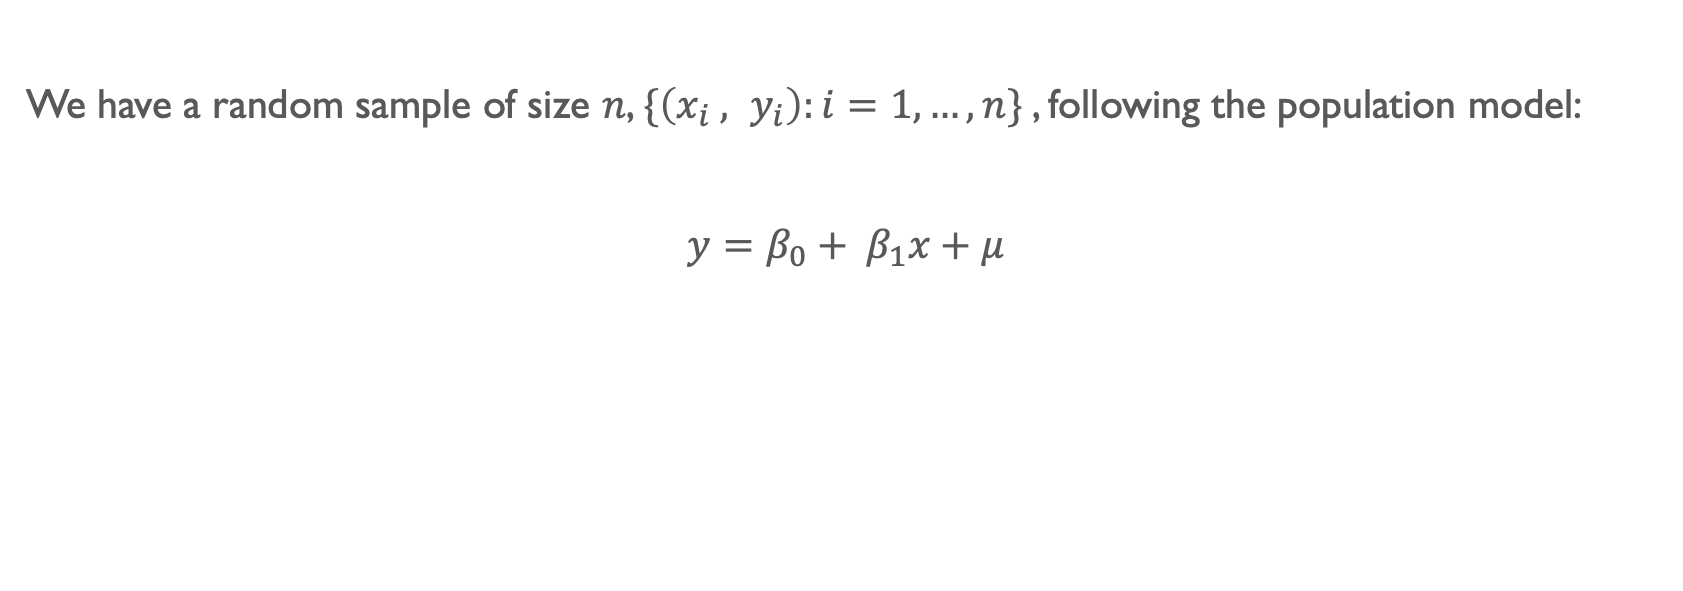 We have a random sample of size n, {(xᵢ , yᵢ): i = 1, … , n} , following the population model:
y = β₀ + β₁x + μ